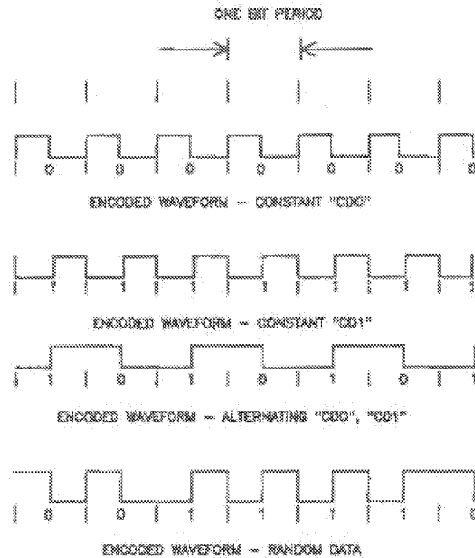 ONE BIT PERIOD
0 0 0 0 0 0 0
ENCODED WAVEFORM - CONSTANT "CD0"
1 1 1 1 1 1 1
ENCODED WAVEFORM - CONSTANT "CD1"
1 0 1 0 1 0 1
ENCODED WAVEFORM - ALTERNATING "CD0", "CD1"
0 0 1 1 1 1 0
ENCODED WAVEFORM - RANDOM DATA